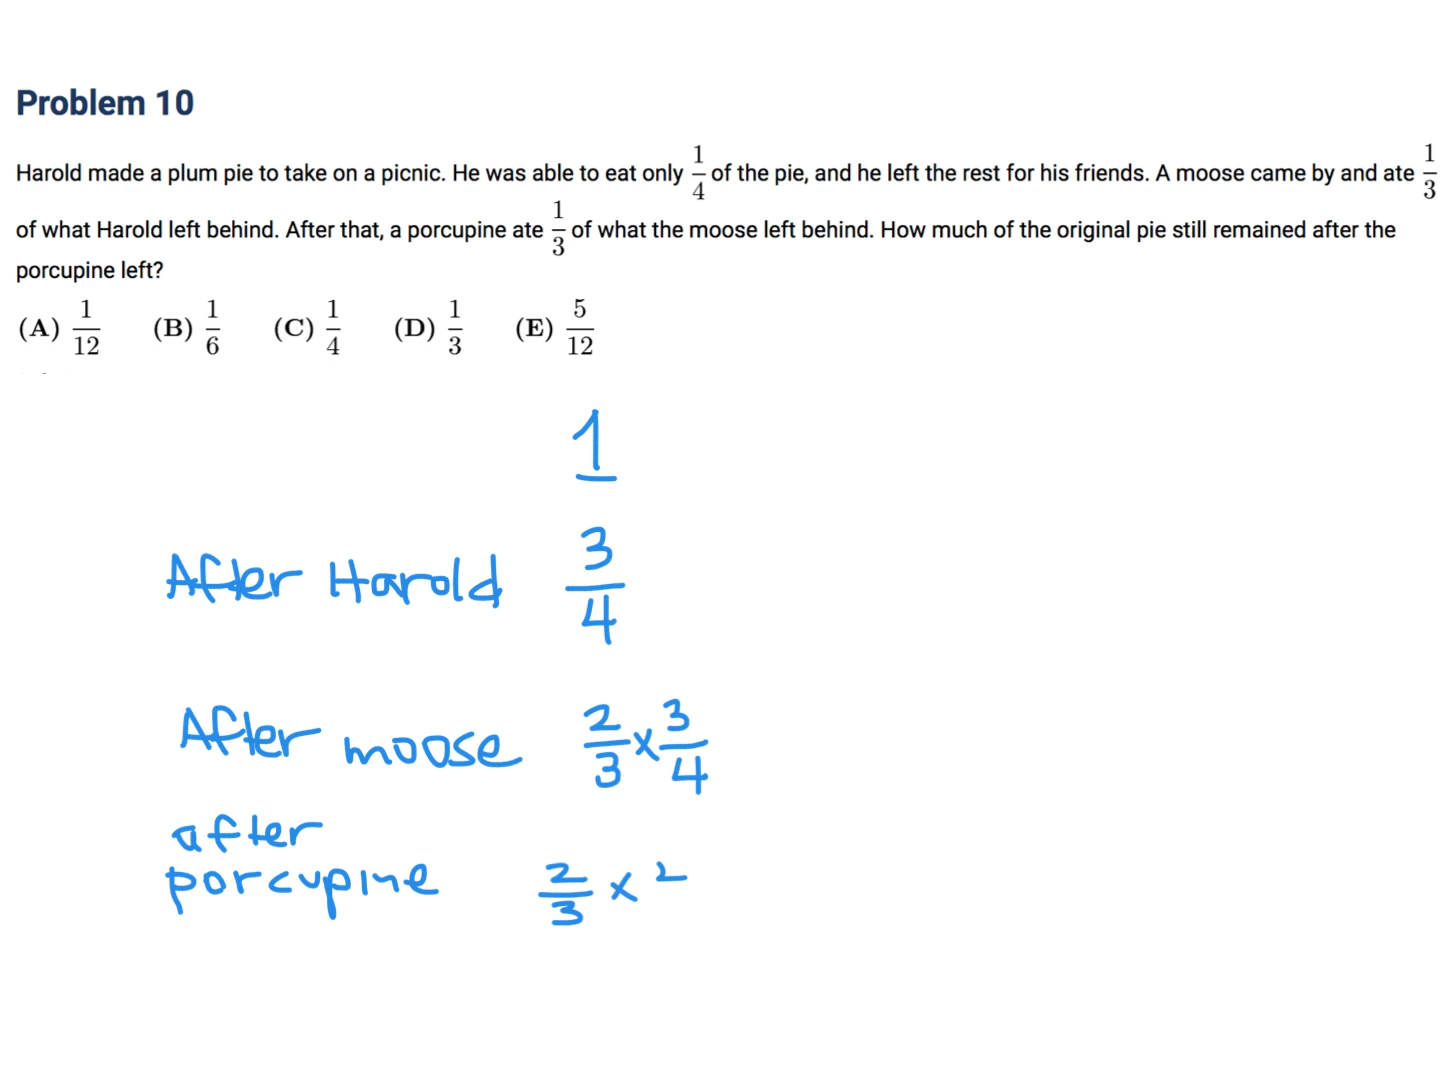 Problem 10
Harold made a plum pie to take on a picnic. He was able to eat only 1/4 of the pie, and he left the rest for his friends. A moose came by and ate 1/3
of what Harold left behind. After that, a porcupine ate 1/3 of what the moose left behind. How much of the original pie still remained after the
porcupine left?
(A) 1/12 (B) 1/6 (C) 1/4 (D) 1/3 (E) 5/12
1
After Harold 3/4
After moose 2/3 x 3/4
after
porcupine 2/3 x 2